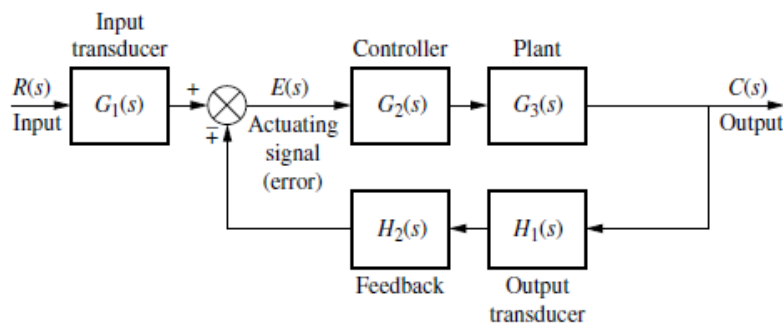 Input
transducer
Controller
Plant
R(s)
Input
G₁(s)
+
∓
E(s)
Actuating
signal
(error)
G₂(s)
G₃(s)
C(s)
Output
H₂(s)
Feedback
H₁(s)
Output
transducer